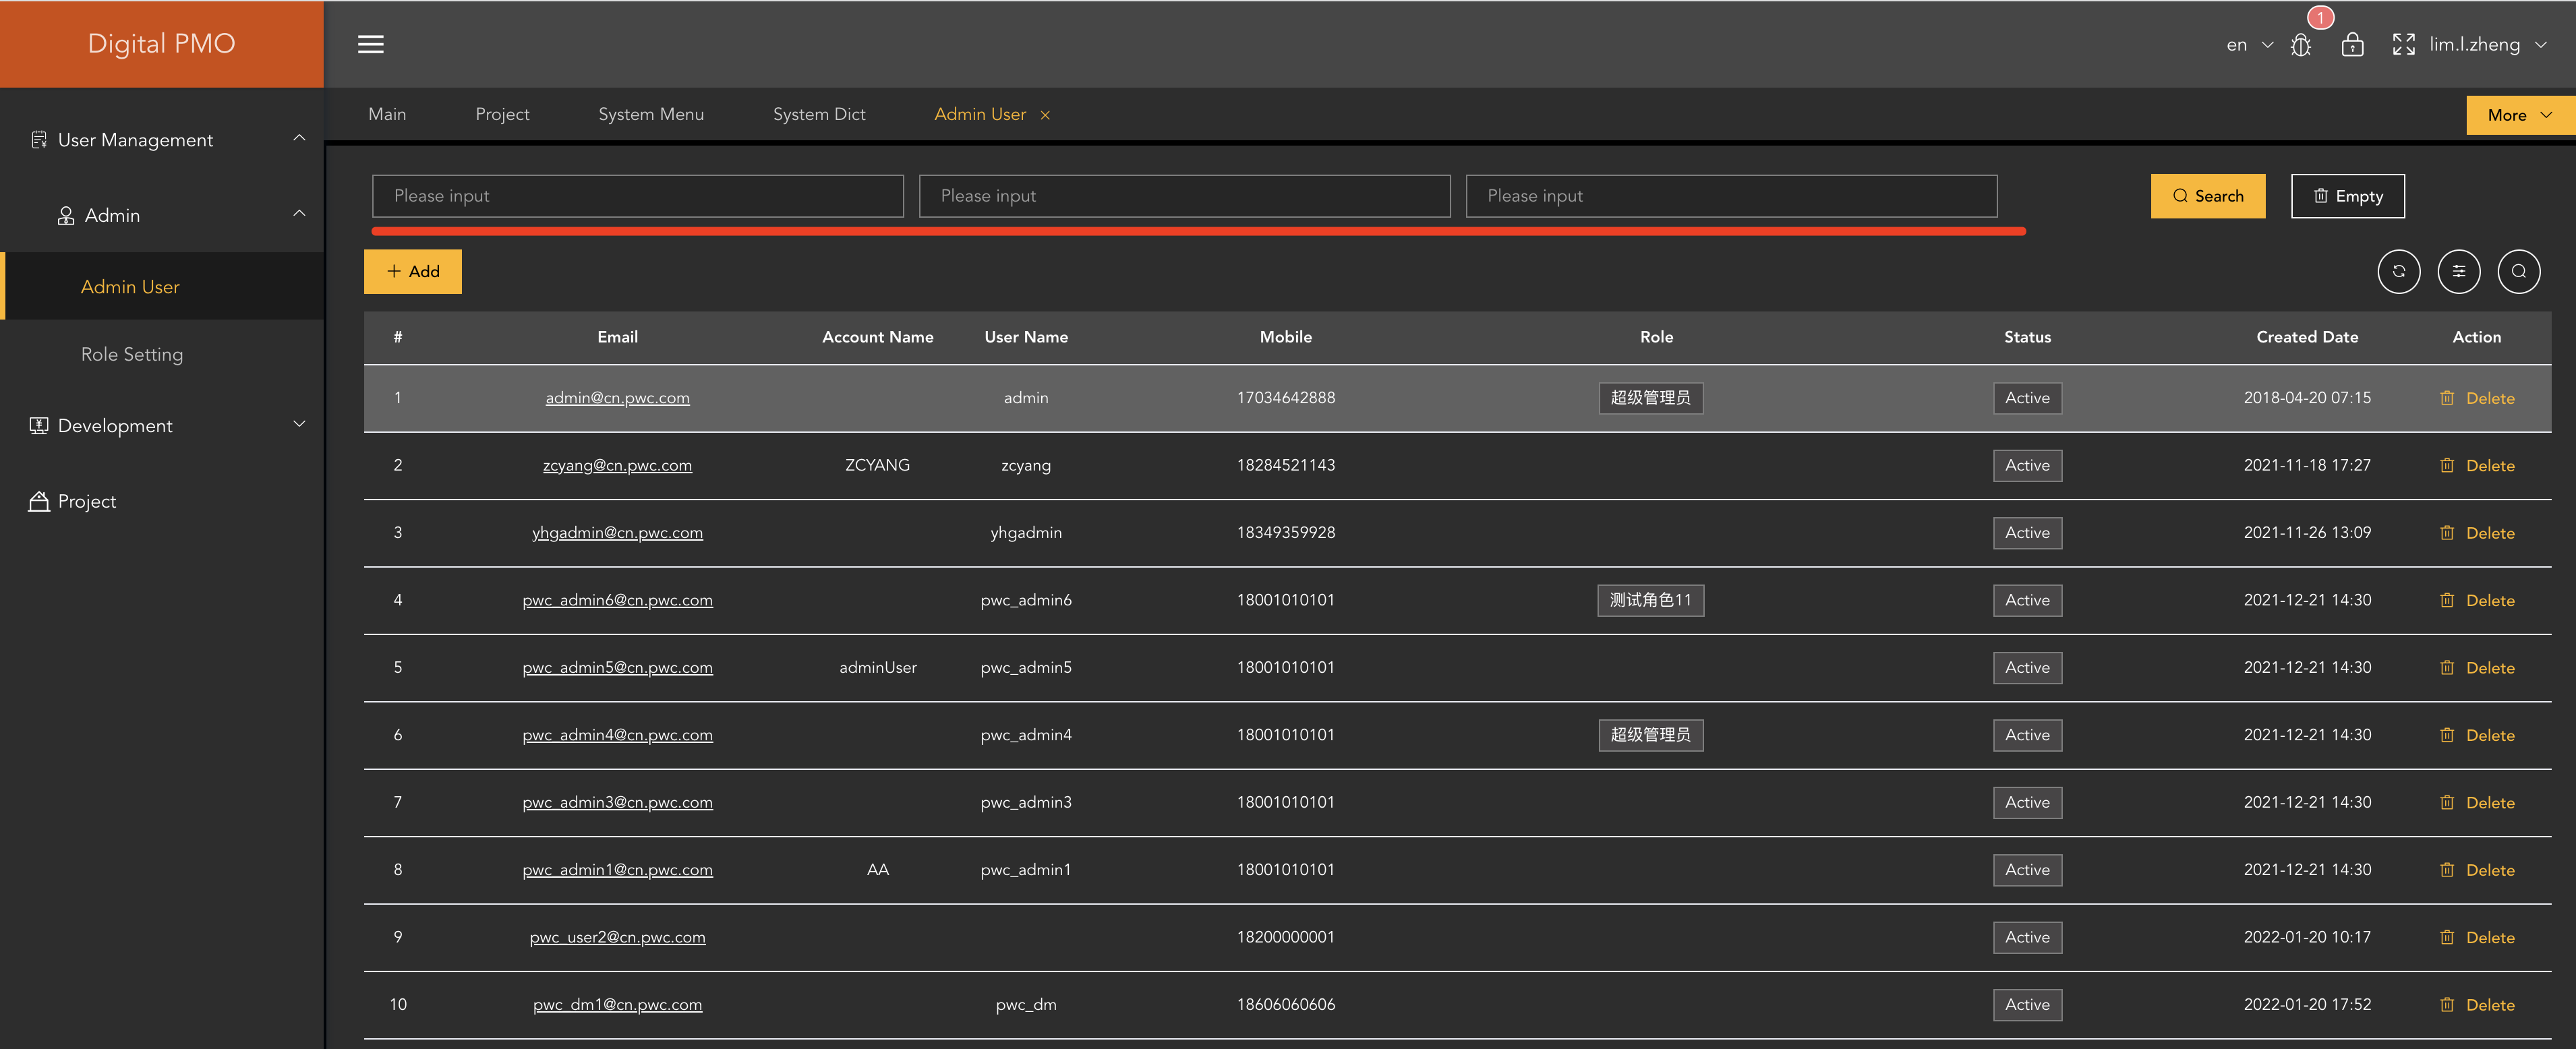 Digital PMO
1
en
lim.l.zheng
Main Project System Menu System Dict Admin User
More
User Management
Admin
Admin User
Role Setting
Development
Project
Please input Please input Please input
Search Empty
Add
# Email Account Name User Name Mobile Role Status Created Date Action
1 admin@cn.pwc.com admin 17034642888 超级管理员 Active 2018-04-20 07:15 Delete
2 zcyang@cn.pwc.com ZCYANG zcyang 18284521143 Active 2021-11-18 17:27 Delete
3 yhgadmin@cn.pwc.com yhgadmin 18349359928 Active 2021-11-26 13:09 Delete
4 pwc_admin6@cn.pwc.com pwc_admin6 18001010101 测试角色11 Active 2021-12-21 14:30 Delete
5 pwc_admin5@cn.pwc.com adminUser pwc_admin5 18001010101 Active 2021-12-21 14:30 Delete
6 pwc_admin4@cn.pwc.com pwc_admin4 18001010101 超级管理员 Active 2021-12-21 14:30 Delete
7 pwc_admin3@cn.pwc.com pwc_admin3 18001010101 Active 2021-12-21 14:30 Delete
8 pwc_admin1@cn.pwc.com AA pwc_admin1 18001010101 Active 2021-12-21 14:30 Delete
9 pwc_user2@cn.pwc.com 18200000001 Active 2022-01-20 10:17 Delete
10 pwc_dm1@cn.pwc.com pwc_dm 18606060606 Active 2022-01-20 17:52 Delete